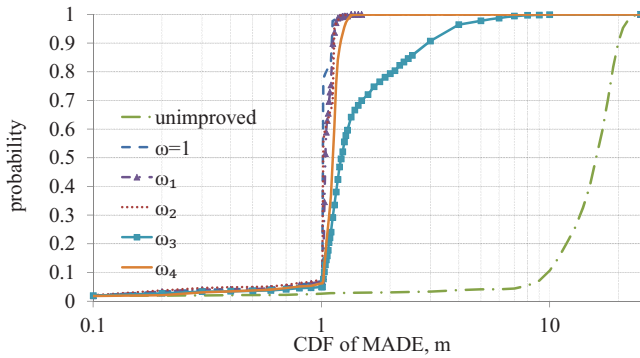 1
0.9
0.8
0.7
0.6
0.5
0.4
0.3
0.2
0.1
0
probability
unimproved
ω=1
ω₁
ω₂
ω₃
ω₄
0.1
1
10
CDF of MADE, m